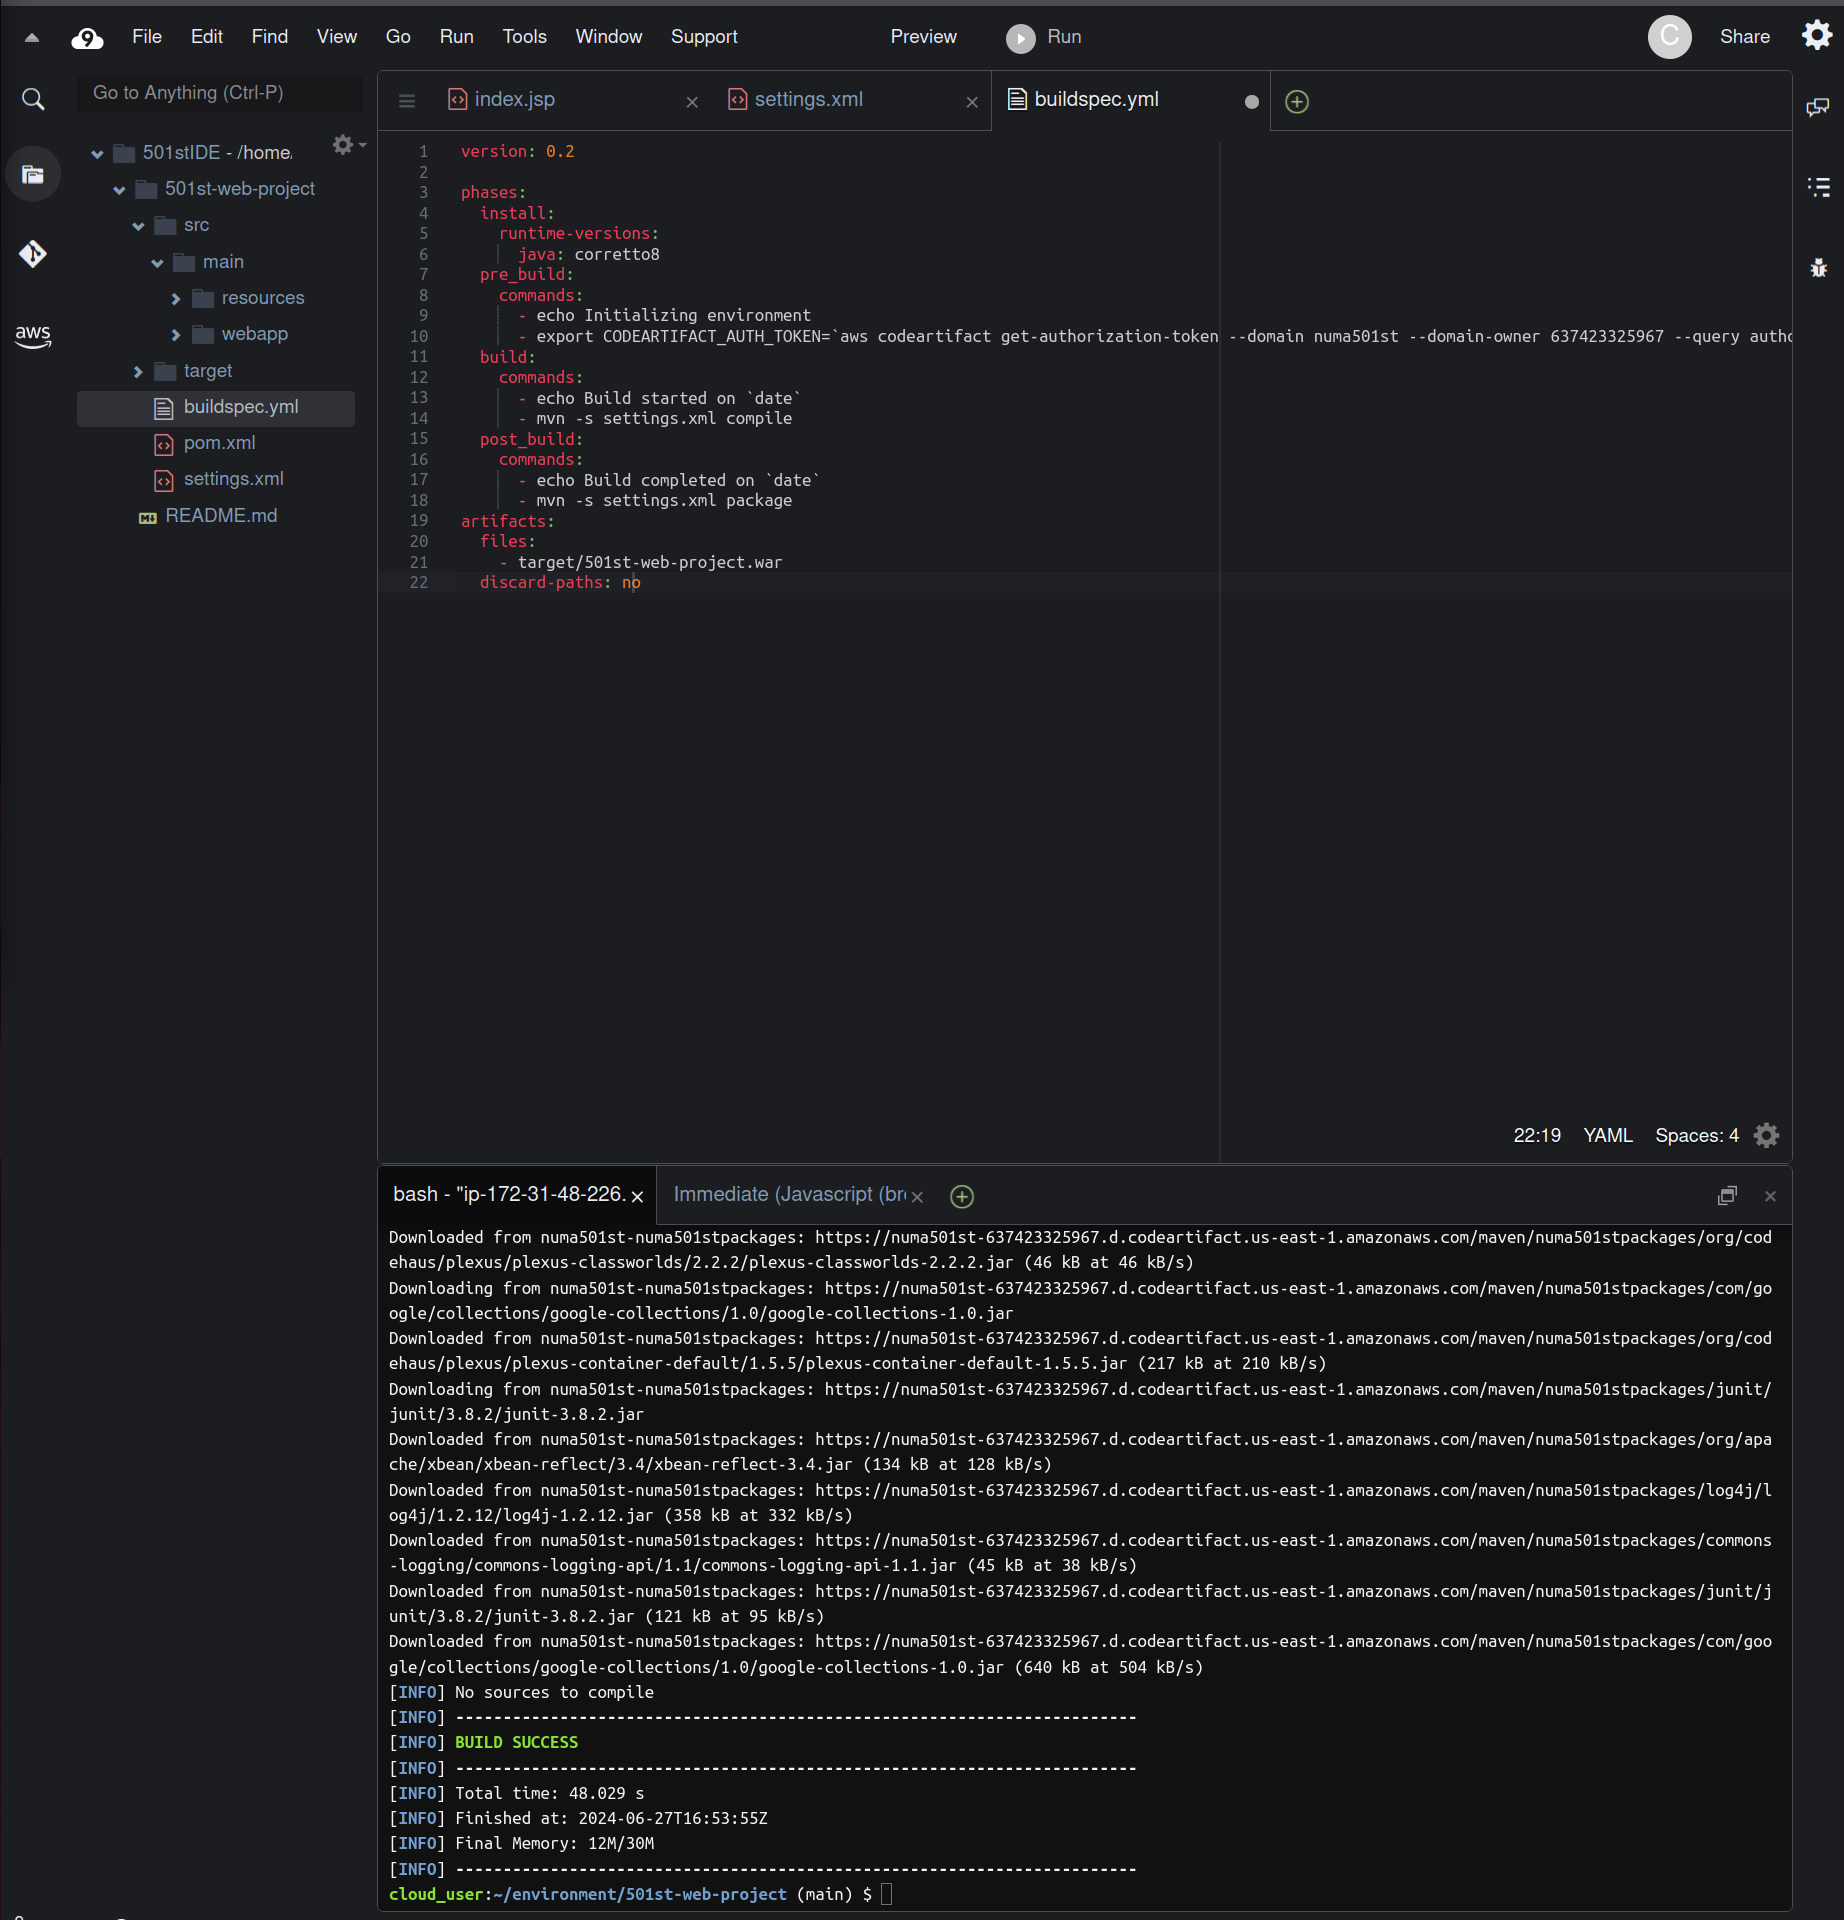 File Edit Find View Go Run Tools Window Support Preview Run C Share
Go to Anything (Ctrl-P)
501stIDE - /home/
501st-web-project
src
main
resources
webapp
target
buildspec.yml
pom.xml
settings.xml
README.md
aws
index.jsp settings.xml buildspec.yml
1 version: 0.2
2
3 phases:
4 install:
5 runtime-versions:
6 java: corretto8
7 pre_build:
8 commands:
9 - echo Initializing environment
10 - export CODEARTIFACT_AUTH_TOKEN=`aws codeartifact get-authorization-token --domain numa501st --domain-owner 637423325967 --query autho
11 build:
12 commands:
13 - echo Build started on `date`
14 - mvn -s settings.xml compile
15 post_build:
16 commands:
17 - echo Build completed on `date`
18 - mvn -s settings.xml package
19 artifacts:
20 files:
21 - target/501st-web-project.war
22 discard-paths: no
22:19 YAML Spaces: 4
bash - "ip-172-31-48-226. Immediate (Javascript (bro
Downloaded from numa501st-numa501stpackages: https://numa501st-637423325967.d.codeartifact.us-east-1.amazonaws.com/maven/numa501stpackages/org/cod
ehaus/plexus/plexus-classworlds/2.2.2/plexus-classworlds-2.2.2.jar (46 kB at 46 kB/s)
Downloading from numa501st-numa501stpackages: https://numa501st-637423325967.d.codeartifact.us-east-1.amazonaws.com/maven/numa501stpackages/com/go
ogle/collections/google-collections/1.0/google-collections-1.0.jar
Downloaded from numa501st-numa501stpackages: https://numa501st-637423325967.d.codeartifact.us-east-1.amazonaws.com/maven/numa501stpackages/org/cod
ehaus/plexus/plexus-container-default/1.5.5/plexus-container-default-1.5.5.jar (217 kB at 210 kB/s)
Downloading from numa501st-numa501stpackages: https://numa501st-637423325967.d.codeartifact.us-east-1.amazonaws.com/maven/numa501stpackages/junit/
junit/3.8.2/junit-3.8.2.jar
Downloaded from numa501st-numa501stpackages: https://numa501st-637423325967.d.codeartifact.us-east-1.amazonaws.com/maven/numa501stpackages/org/apa
che/xbean/xbean-reflect/3.4/xbean-reflect-3.4.jar (134 kB at 128 kB/s)
Downloaded from numa501st-numa501stpackages: https://numa501st-637423325967.d.codeartifact.us-east-1.amazonaws.com/maven/numa501stpackages/log4j/l
og4j/1.2.12/log4j-1.2.12.jar (358 kB at 332 kB/s)
Downloaded from numa501st-numa501stpackages: https://numa501st-637423325967.d.codeartifact.us-east-1.amazonaws.com/maven/numa501stpackages/commons
-logging/commons-logging-api/1.1/commons-logging-api-1.1.jar (45 kB at 38 kB/s)
Downloaded from numa501st-numa501stpackages: https://numa501st-637423325967.d.codeartifact.us-east-1.amazonaws.com/maven/numa501stpackages/junit/j
unit/3.8.2/junit-3.8.2.jar (121 kB at 95 kB/s)
Downloaded from numa501st-numa501stpackages: https://numa501st-637423325967.d.codeartifact.us-east-1.amazonaws.com/maven/numa501stpackages/com/goo
gle/collections/google-collections/1.0/google-collections-1.0.jar (640 kB at 504 kB/s)
[INFO] No sources to compile
[INFO] ------------------------------------------------------------------------
[INFO] BUILD SUCCESS
[INFO] ------------------------------------------------------------------------
[INFO] Total time: 48.029 s
[INFO] Finished at: 2024-06-27T16:53:55Z
[INFO] Final Memory: 12M/30M
[INFO] ------------------------------------------------------------------------
cloud_user:~/environment/501st-web-project (main) $